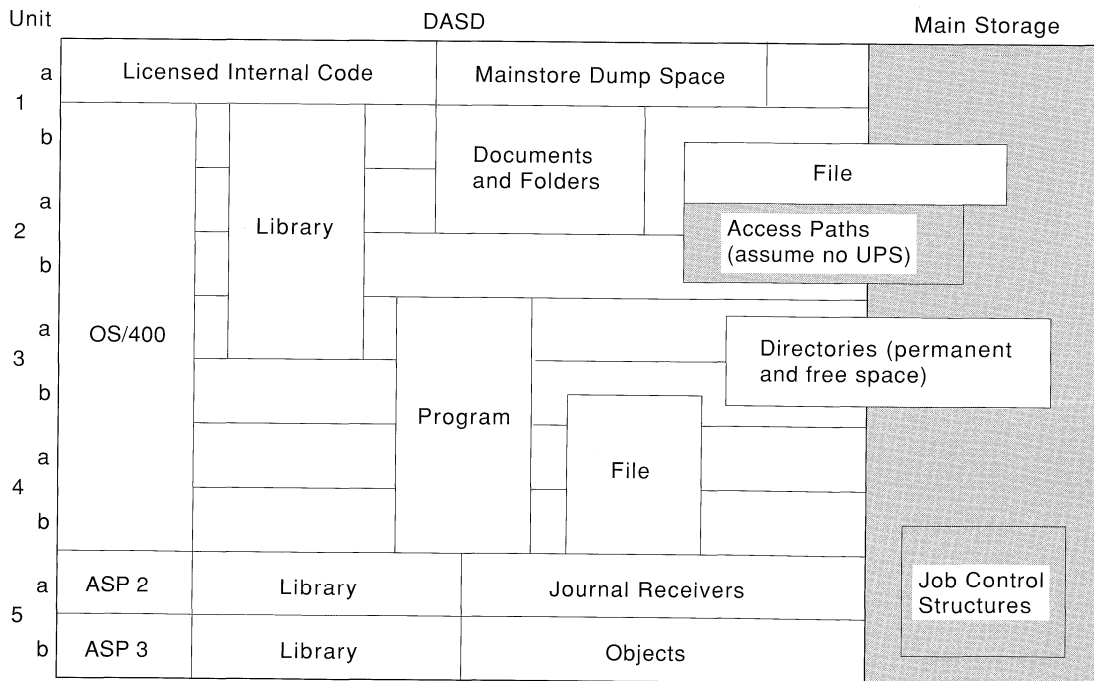 Unit
DASD
Main Storage
a
Licensed Internal Code
Mainstore Dump Space
1
b
Documents
and Folders
File
a
2
Library
Access Paths
(assume no UPS)
b
OS/400
a
3
Directories (permanent
and free space)
b
Program
a
File
4
b
a
ASP 2
Library
Journal Receivers
Job Control
Structures
5
b
ASP 3
Library
Objects